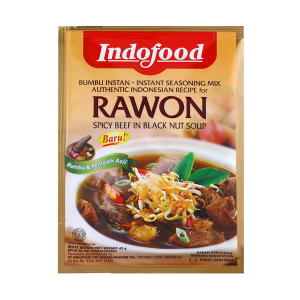 Indofood
BUMBU INSTAN • INSTANT SEASONING MIX
AUTHENTIC INDONESIAN RECIPE for
RAWON
SPICY BEEF IN BLACK NUT SOUP
Baru!
Bumbu & Rempah Asli